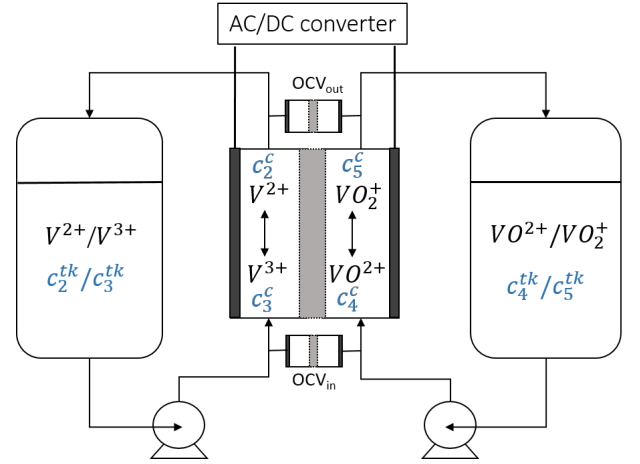 AC/DC converter
OCV_out
c_2^c
c_5^c
V^{2+}
VO_2^+
V^{2+}/V^{3+}
c_2^{tk}/c_3^{tk}
VO^{2+}/VO_2^+
c_4^{tk}/c_5^{tk}
V^{3+}
VO^{2+}
c_3^c
c_4^c
OCV_in